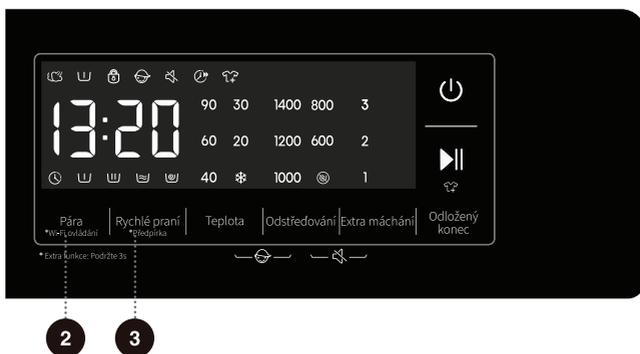 13:20
90 30 1400 800 3
60 20 1200 600 2
40 1000 1
Pára
*Wi-Fi ovládání
Rychlé praní
*Předpírka
Teplota
Odstřeďování
Extra máchání
Odložený
konec
* Extra funkce: Podržte 3s
2 3